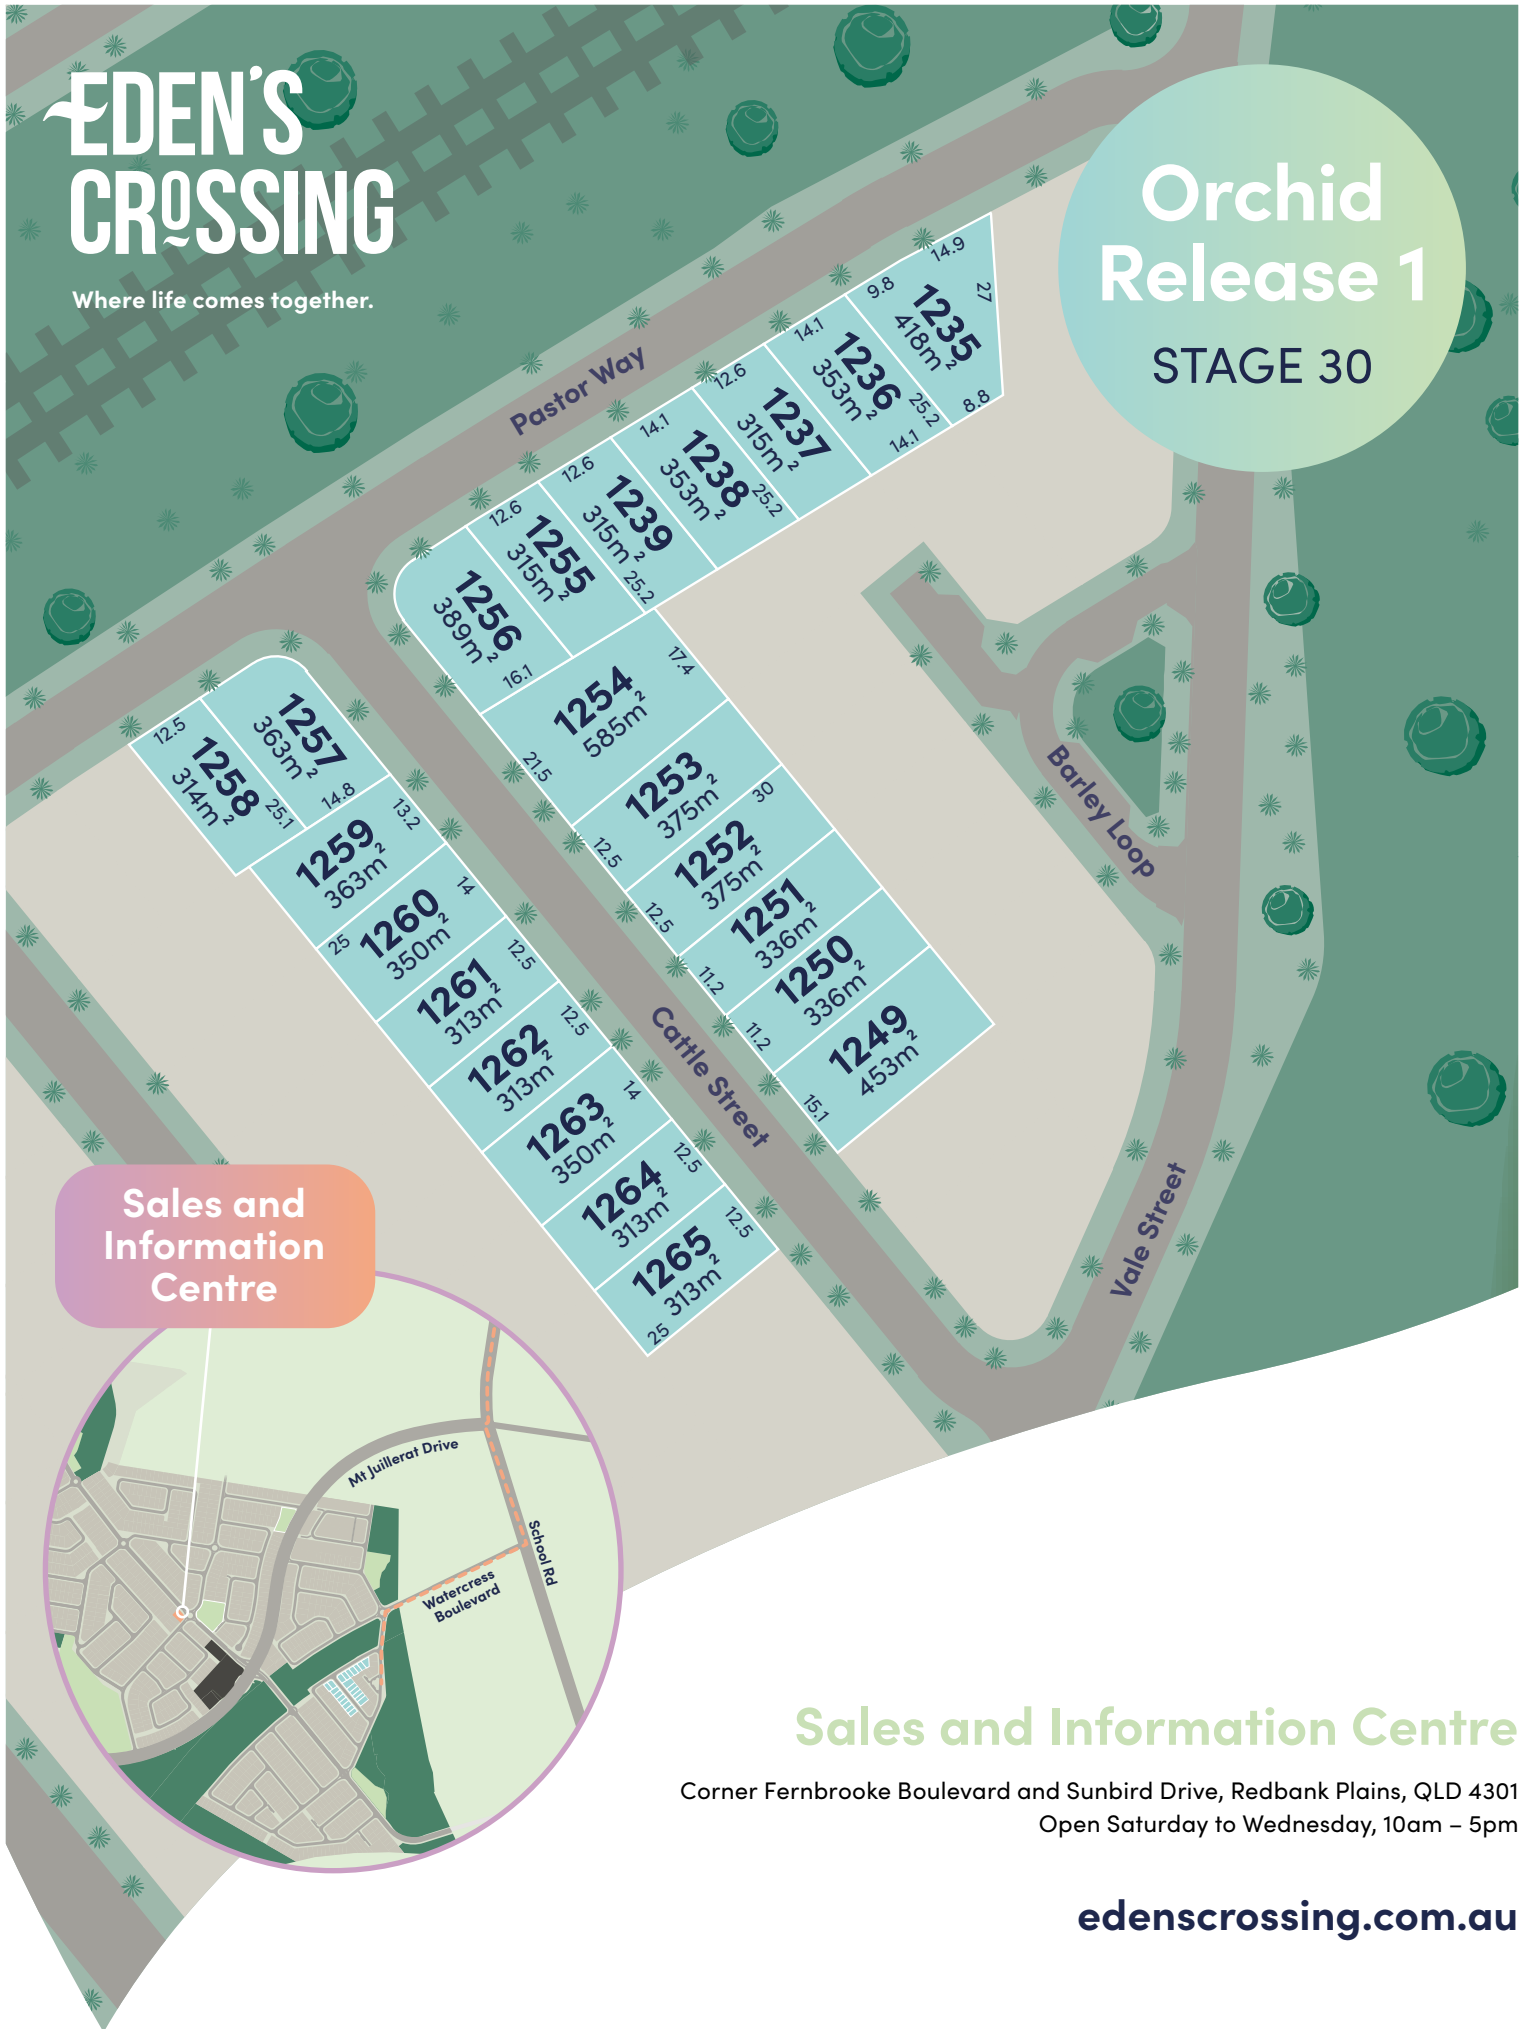 EDEN'S
CROSSING
Where life comes together.
Orchid
Release 1
STAGE 30
Pastor Way
14.9
27
9.8
1235
418m²
8.8
14.1
1236
353m²
25.2
14.1
12.6
1237
315m²
14.1
1238
353m²
25.2
12.6
1239
315m²
25.2
12.6
1255
315m²
1256
389m²
16.1
17.4
1254
585m²
21.5
1253
375m²
30
12.5
1252
375m²
12.5
1251
336m²
11.2
1250
336m²
11.2
1249
453m²
15.1
1257
363m²
14.8
12.5
1258
314m²
25.1
13.2
1259
363m²
25
14
1260
350m²
12.5
1261
313m²
12.5
1262
313m²
14
1263
350m²
12.5
1264
313m²
12.5
1265
313m²
25
Cattle Street
Barley Loop
Vale Street
Sales and
Information
Centre
Mt Juillerat Drive
School Rd
Watercress
Boulevard
Sales and Information Centre
Corner Fernbrooke Boulevard and Sunbird Drive, Redbank Plains, QLD 4301
Open Saturday to Wednesday, 10am – 5pm
edenscrossing.com.au